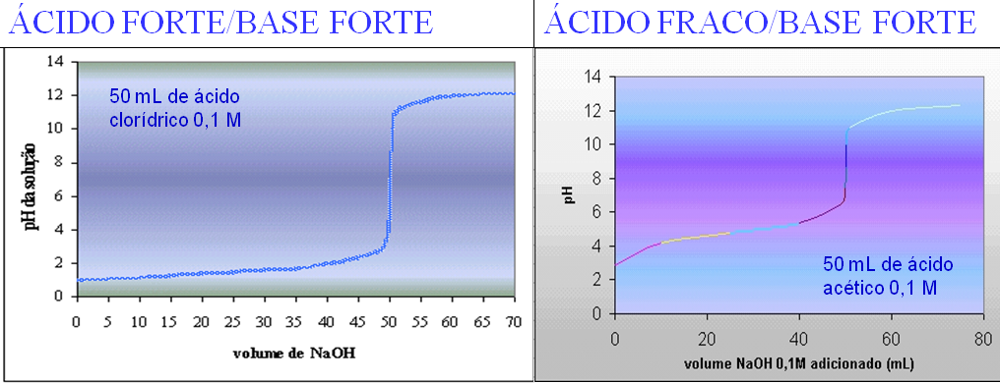 ÁCIDO FORTE/BASE FORTE
ÁCIDO FRACO/BASE FORTE
14
12
10
8
6
4
2
0
pH da solução
50 mL de ácido
clorídrico 0,1 M
0 5 10 15 20 25 30 35 40 45 50 55 60 65 70
volume de NaOH
14
12
10
8
6
4
2
0
pH
50 mL de ácido
acético 0,1 M
0 20 40 60 80
volume NaOH 0,1M adicionado (mL)